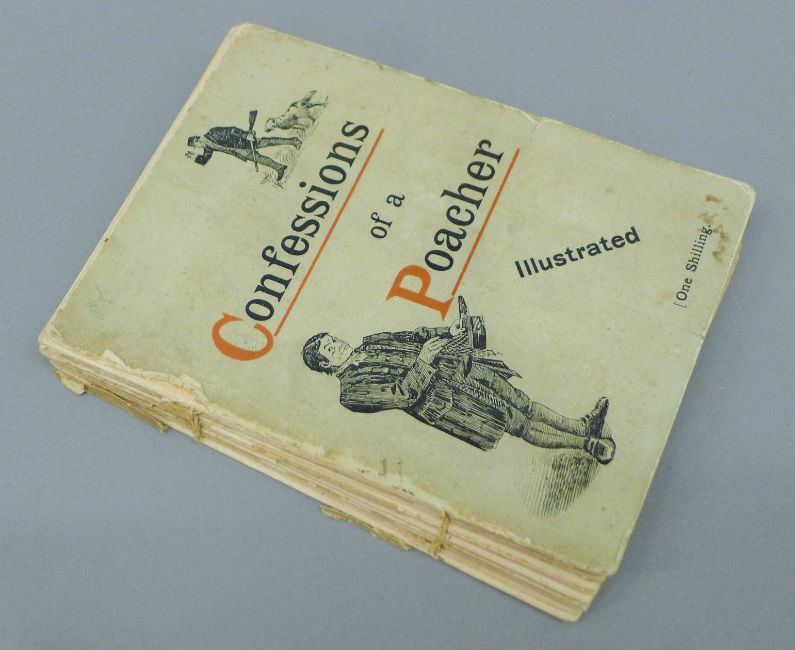 Confessions
of a
Poacher
Illustrated
[One Shilling.